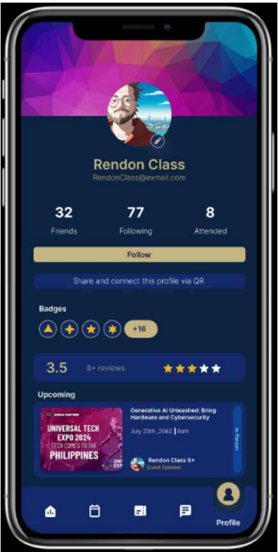 Rendon Class
RendonClass@exmail.com
32
77
8
Friends
Following
Attended
Follow
Share and connect this profile via QR
Badges
+16
3.5
8+ reviews
Upcoming
UNIVERSAL TECH
EXPO 2024
TECH COMES TO THE
PHILIPPINES
Generative AI Unleashed: Bring
Hardware and Cybersecurity
July 20th ,2062 | 8am
In Person
Rendon Class 5+
Guest Speaker
Profile